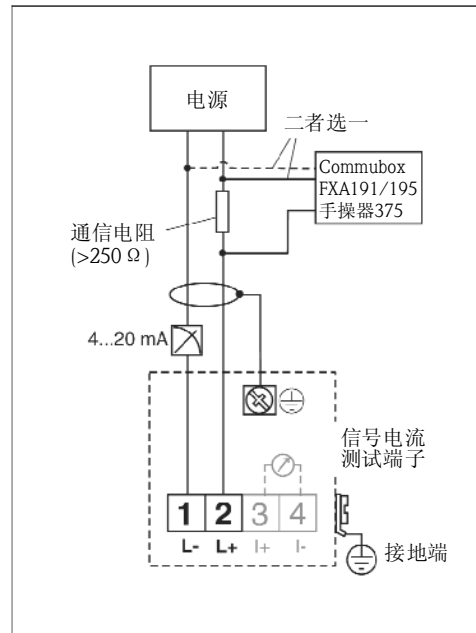 电源
二者选一
Commubox
FXA191/195
手操器375
通信电阻
(>250 Ω)
4...20 mA
信号电流
测试端子
1 2 3 4
L- L+ I+ I-
接地端